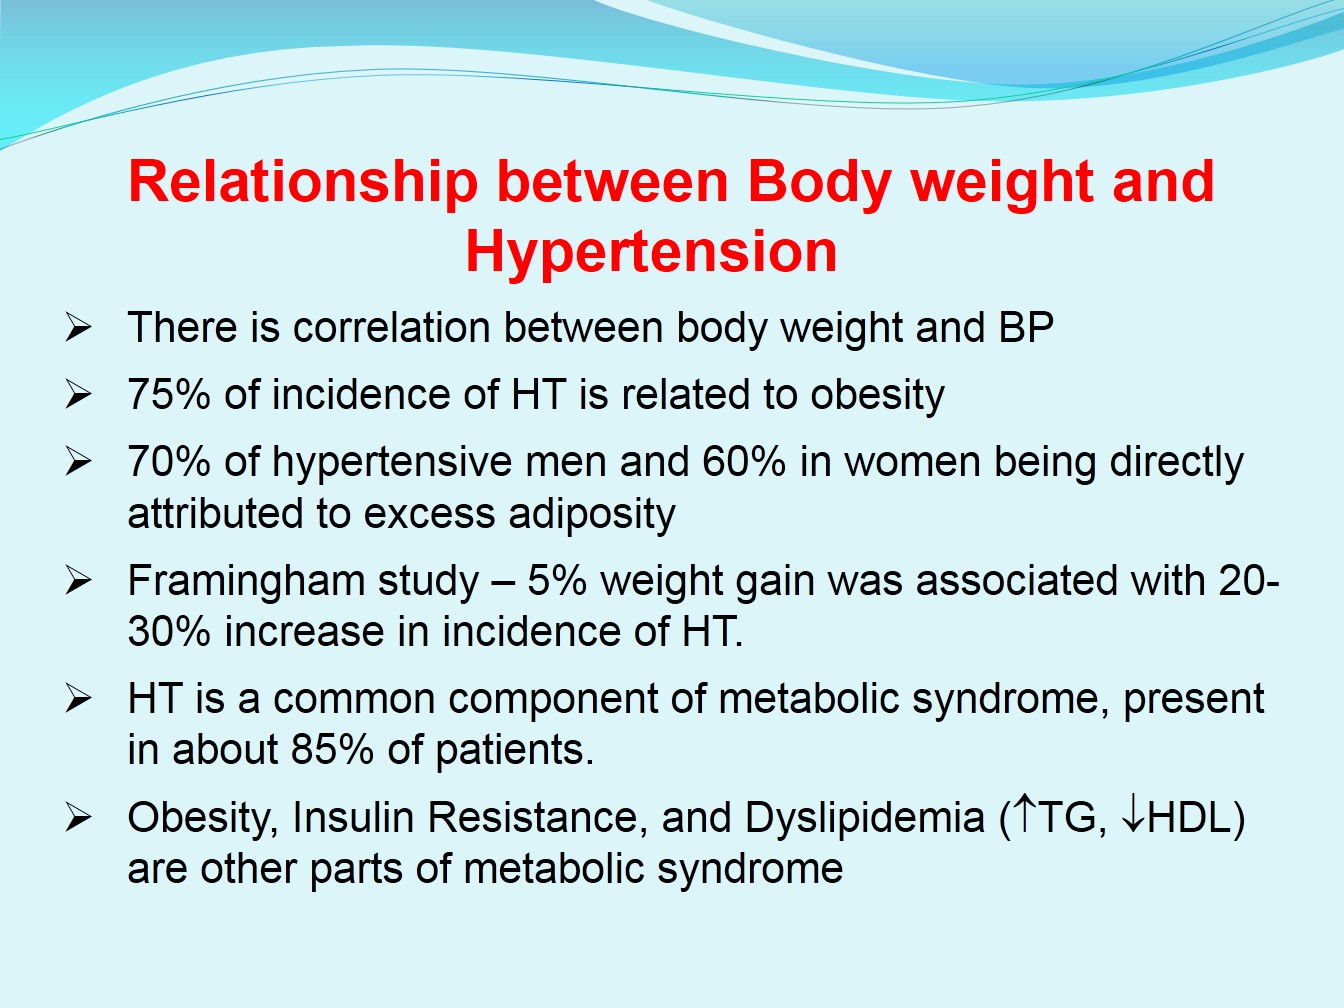 Relationship between Body weight and
Hypertension
➢ There is correlation between body weight and BP
➢ 75% of incidence of HT is related to obesity
➢ 70% of hypertensive men and 60% in women being directly
attributed to excess adiposity
➢ Framingham study – 5% weight gain was associated with 20-
30% increase in incidence of HT.
➢ HT is a common component of metabolic syndrome, present
in about 85% of patients.
➢ Obesity, Insulin Resistance, and Dyslipidemia (↑TG, ↓HDL)
are other parts of metabolic syndrome